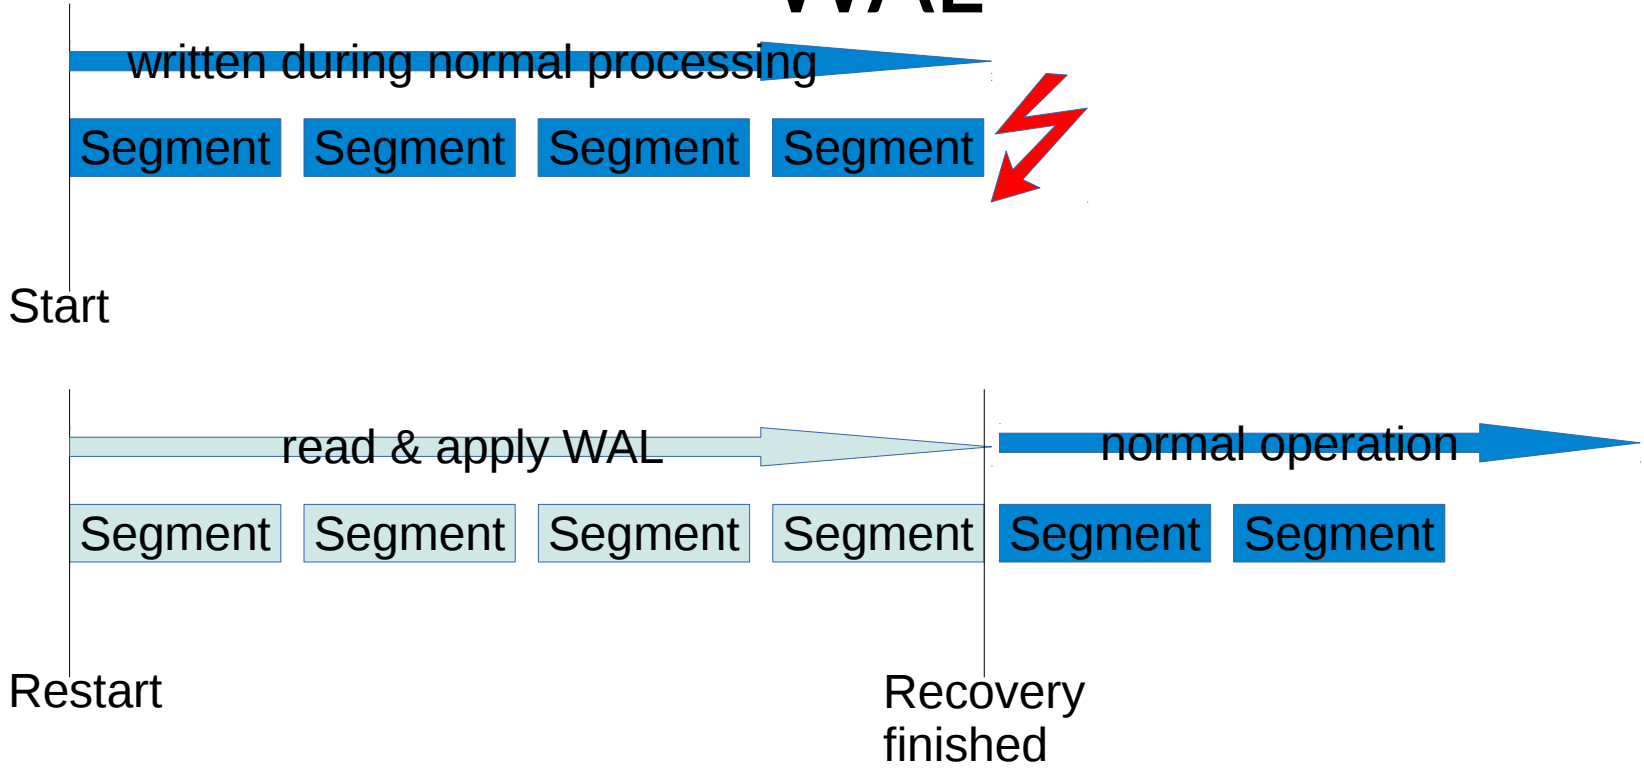 WAL
written during normal processing
Segment Segment Segment Segment
Start
read & apply WAL normal operation
Segment Segment Segment Segment Segment Segment
Restart
Recovery
finished